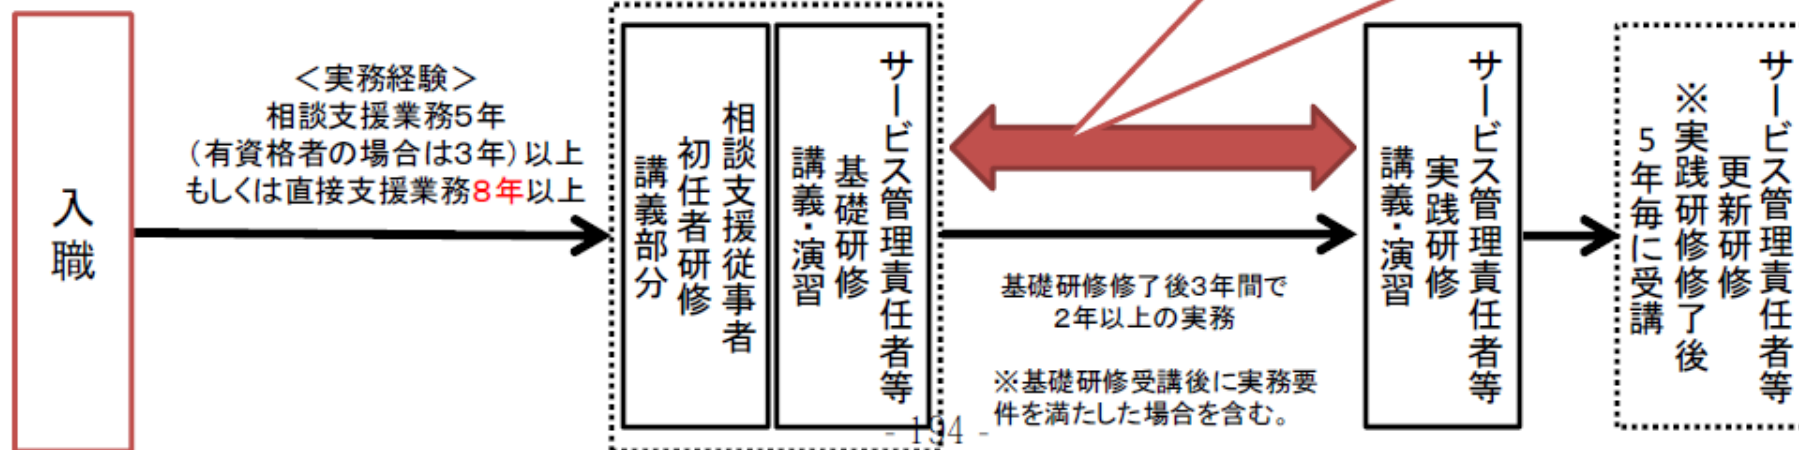 入職
＜実務経験＞
相談支援業務5年
（有資格者の場合は3年）以上
もしくは直接支援業務8年以上
相談支援従事者
初任者研修
講義部分
サービス管理責任者等
基礎研修
講義・演習
基礎研修修了後3年間で
2年以上の実務
※基礎研修受講後に実務要
件を満たした場合を含む。
サービス管理責任者等
実践研修
講義・演習
サービス管理責任者等
更新研修
※実践研修修了後
5年毎に受講
- 194 -